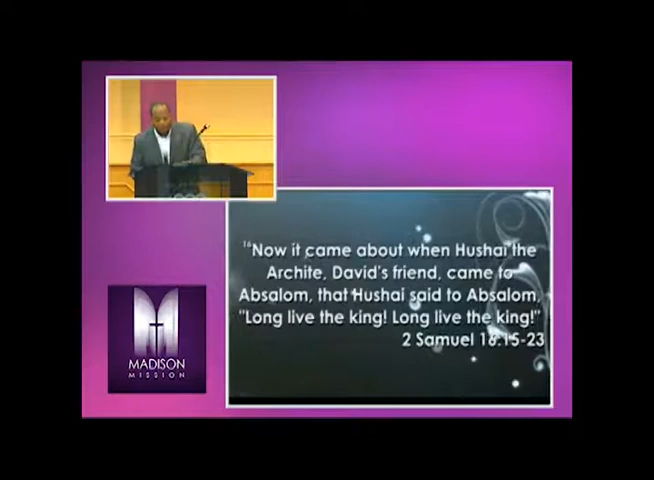 ¹⁶Now it came about when Hushai the
Archite, David's friend, came to
Absalom, that Hushai said to Absalom,
"Long live the king! Long live the king!"
2 Samuel 16:15-23
MADISON
MISSION